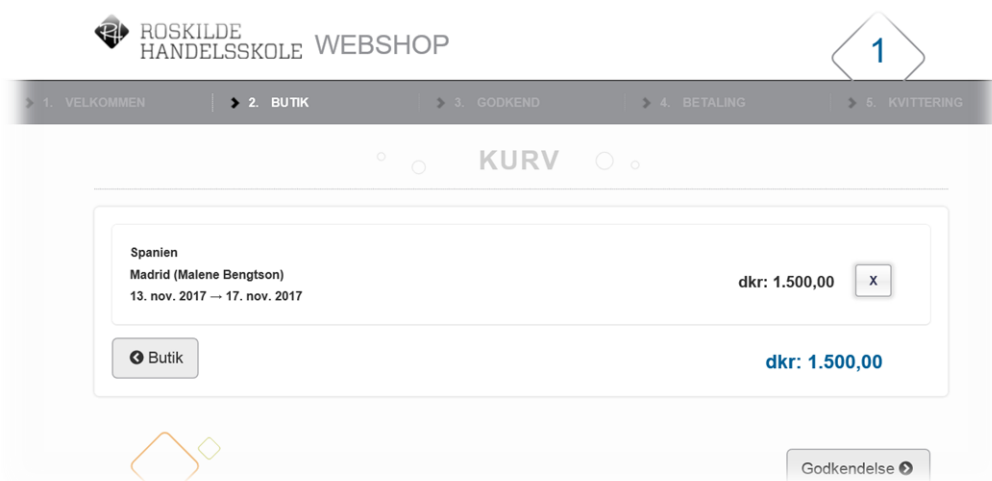 RH ROSKILDE
HANDELSSKOLE WEBSHOP
1
1. VELKOMMEN 2. BUTIK 3. GODKEND 4. BETALING 5. KVITTERING
KURV
Spanien
Madrid (Malene Bengtson)
13. nov. 2017 → 17. nov. 2017
dkr: 1.500,00 X
Butik
dkr: 1.500,00
Godkendelse